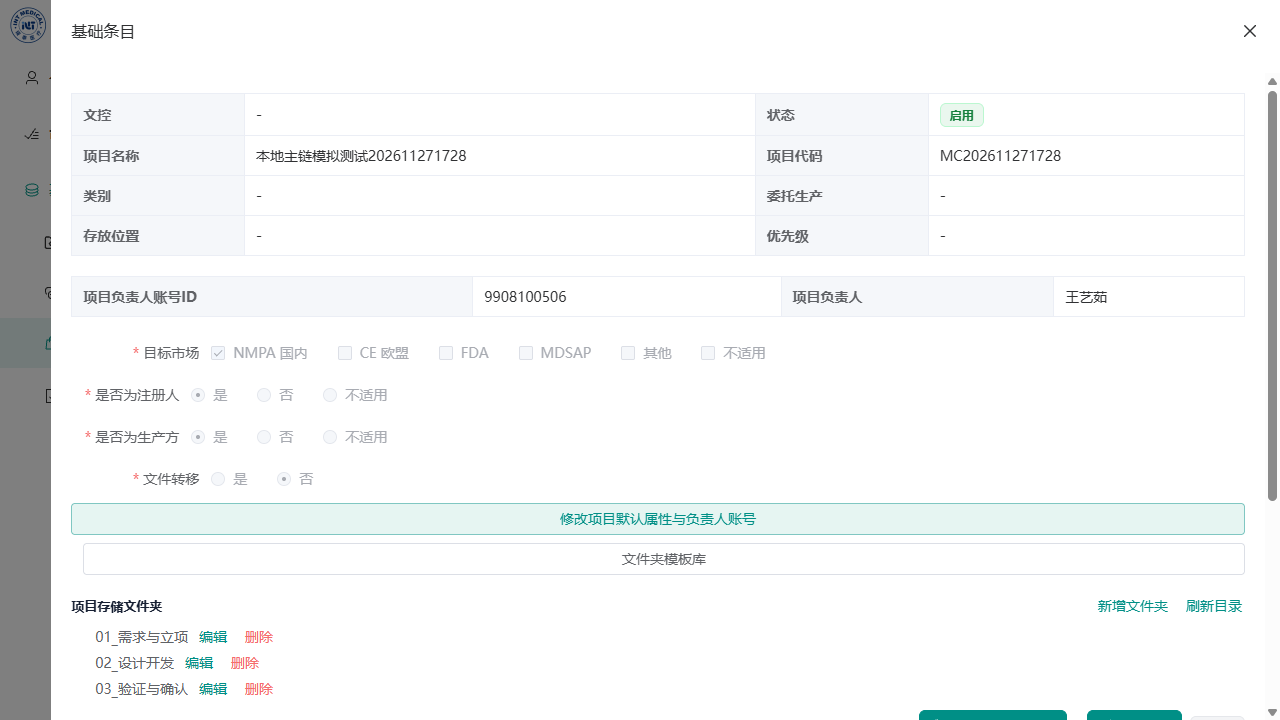 基础条目
文控 - 状态 启用
项目名称 本地主链模拟测试202611271728 项目代码 MC202611271728
类别 - 委托生产 -
存放位置 - 优先级 -
项目负责人账号ID 9908100506 项目负责人 王艺茹
* 目标市场 NMPA 国内 CE 欧盟 FDA MDSAP 其他 不适用
* 是否为注册人 是 否 不适用
* 是否为生产方 是 否 不适用
* 文件转移 是 否
修改项目默认属性与负责人账号
文件夹模板库
项目存储文件夹 新增文件夹 刷新目录
01_需求与立项 编辑 删除
02_设计开发 编辑 删除
03_验证与确认 编辑 删除